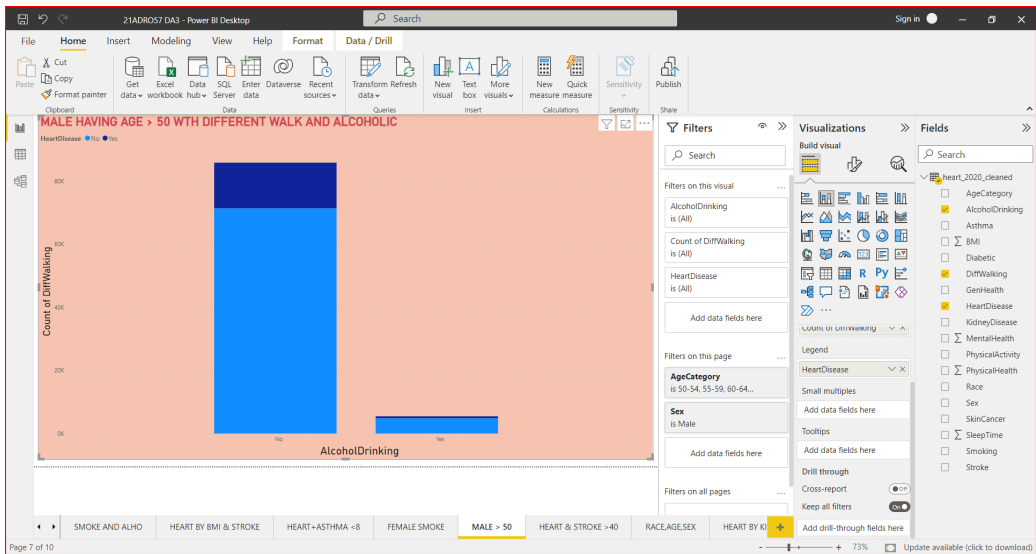 21ADRO57 DA3 - Power BI Desktop
Search
Sign in
File Home Insert Modeling View Help Format Data / Drill
Paste
Cut
Copy
Format painter
Clipboard
Get data
Excel workbook
Data hub
SQL Server
Enter data
Dataverse
Recent sources
Data
Transform data
Refresh
Queries
New visual
Text box
More visuals
Insert
New measure
Quick measure
Calculations
Sensitivity
Sensitivity
Publish
Share
MALE HAVING AGE > 50 WTH DIFFERENT WALK AND ALCOHOLIC
HeartDisease No Yes
80K
60K
40K
20K
0K
Count of DiffWalking
No Yes
AlcoholDrinking
Filters
Search
Filters on this visual ...
AlcoholDrinking
is (All)
Count of DiffWalking
is (All)
HeartDisease
is (All)
Add data fields here
Filters on this page ...
AgeCategory
is 50-54, 55-59, 60-64...
Sex
is Male
Add data fields here
Filters on all pages ...
Visualizations
Build visual
123
R Py
...
Count of DiffWalking
Legend
HeartDisease
Small multiples
Add data fields here
Tooltips
Add data fields here
Drill through
Cross-report Off
Keep all filters On
Add drill-through fields here
Fields
Search
heart_2020_cleaned
AgeCategory
AlcoholDrinking
Asthma
∑ BMI
Diabetic
DiffWalking
GenHealth
HeartDisease
KidneyDisease
∑ MentalHealth
PhysicalActivity
∑ PhysicalHealth
Race
Sex
SkinCancer
∑ SleepTime
Smoking
Stroke
SMOKE AND ALHO HEART BY BMI & STROKE HEART+ASTHMA <8 FEMALE SMOKE MALE > 50 HEART & STROKE >40 RACE,AGE,SEX HEART BY KI +
Page 7 of 10
- + 73%
Update available (click to download)